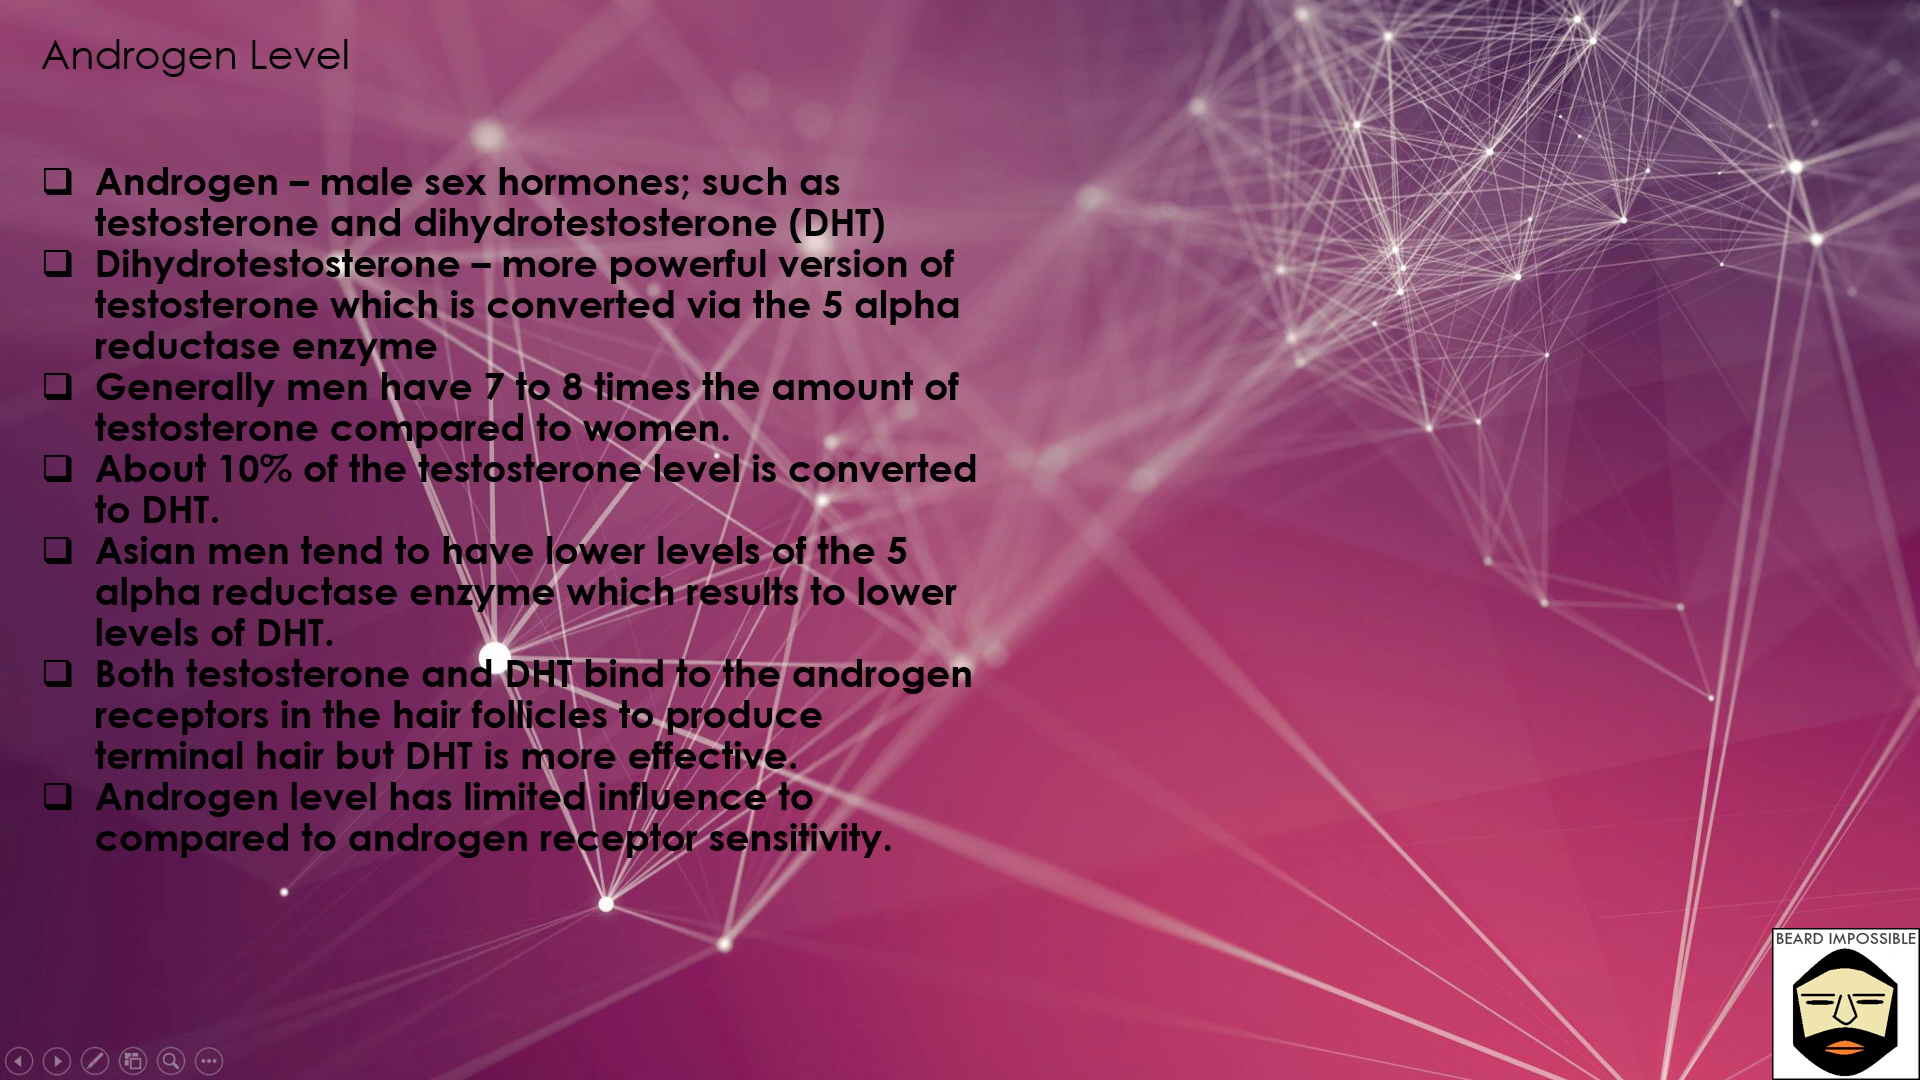 Androgen Level
❑ Androgen – male sex hormones; such as
testosterone and dihydrotestosterone (DHT)
❑ Dihydrotestosterone – more powerful version of
testosterone which is converted via the 5 alpha
reductase enzyme
❑ Generally men have 7 to 8 times the amount of
testosterone compared to women.
❑ About 10% of the testosterone level is converted
to DHT.
❑ Asian men tend to have lower levels of the 5
alpha reductase enzyme which results to lower
levels of DHT.
❑ Both testosterone and DHT bind to the androgen
receptors in the hair follicles to produce
terminal hair but DHT is more effective.
❑ Androgen level has limited influence to
compared to androgen receptor sensitivity.
BEARD IMPOSSIBLE